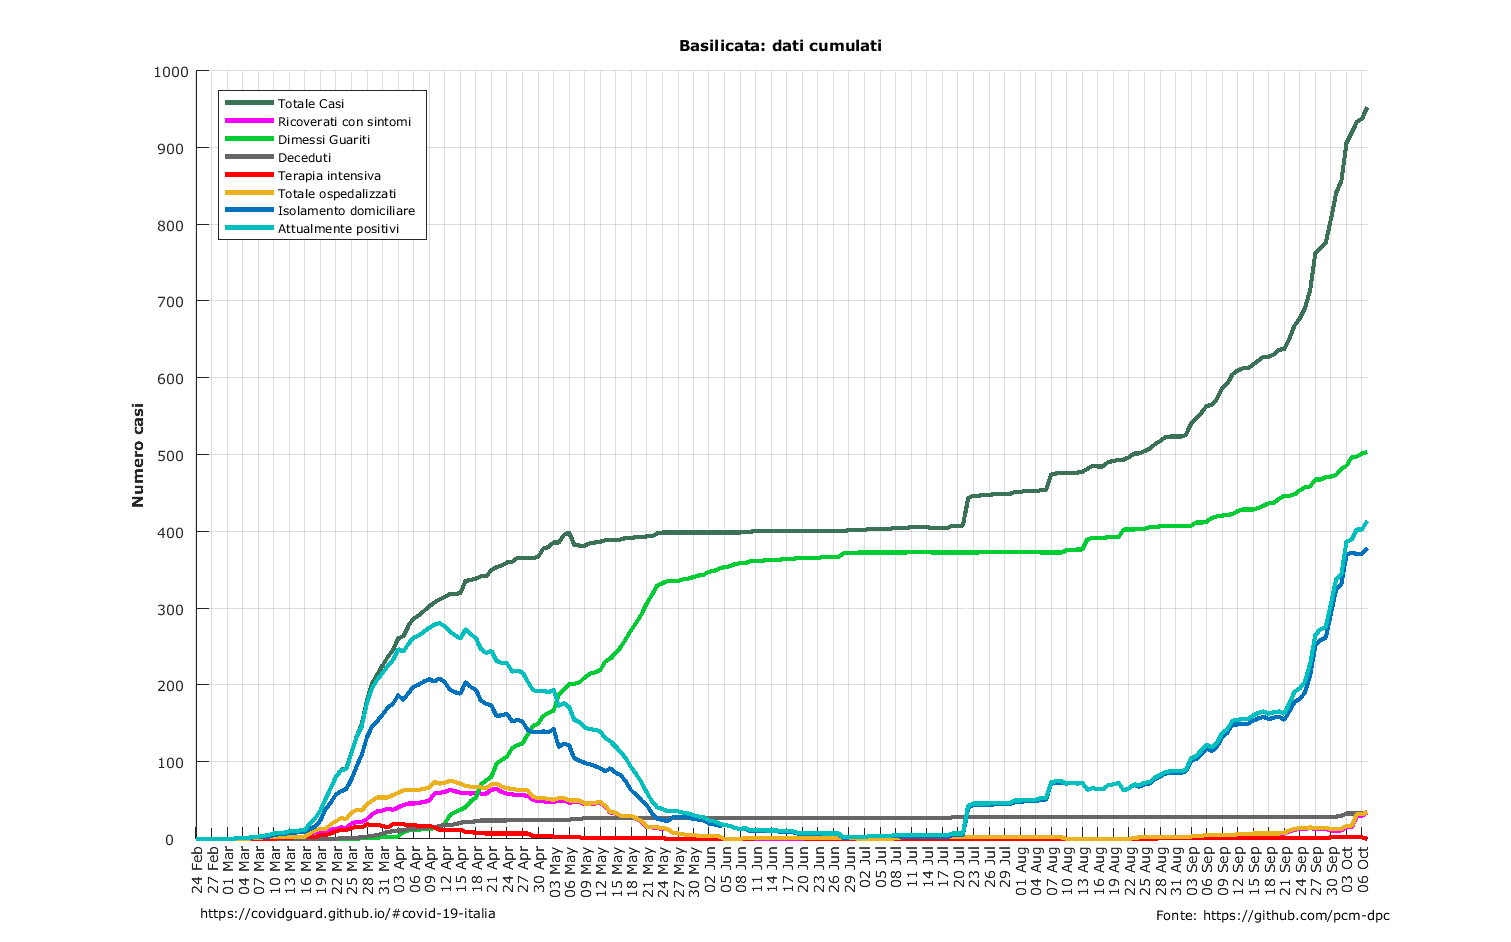 Basilicata: dati cumulati
Numero casi
1000
900
800
700
600
500
400
300
200
100
0
Totale Casi
Ricoverati con sintomi
Dimessi Guariti
Deceduti
Terapia intensiva
Totale ospedalizzati
Isolamento domiciliare
Attualmente positivi
24 Feb
27 Feb
01 Mar
04 Mar
07 Mar
10 Mar
13 Mar
16 Mar
19 Mar
22 Mar
25 Mar
28 Mar
31 Mar
03 Apr
06 Apr
09 Apr
12 Apr
15 Apr
18 Apr
21 Apr
24 Apr
27 Apr
30 Apr
03 May
06 May
09 May
12 May
15 May
18 May
21 May
24 May
27 May
30 May
02 Jun
05 Jun
08 Jun
11 Jun
14 Jun
17 Jun
20 Jun
23 Jun
26 Jun
29 Jun
02 Jul
05 Jul
08 Jul
11 Jul
14 Jul
17 Jul
20 Jul
23 Jul
26 Jul
29 Jul
01 Aug
04 Aug
07 Aug
10 Aug
13 Aug
16 Aug
19 Aug
22 Aug
25 Aug
28 Aug
31 Aug
03 Sep
06 Sep
09 Sep
12 Sep
15 Sep
18 Sep
21 Sep
24 Sep
27 Sep
30 Sep
03 Oct
06 Oct
https://covidguard.github.io/#covid-19-italia
Fonte: https://github.com/pcm-dpc